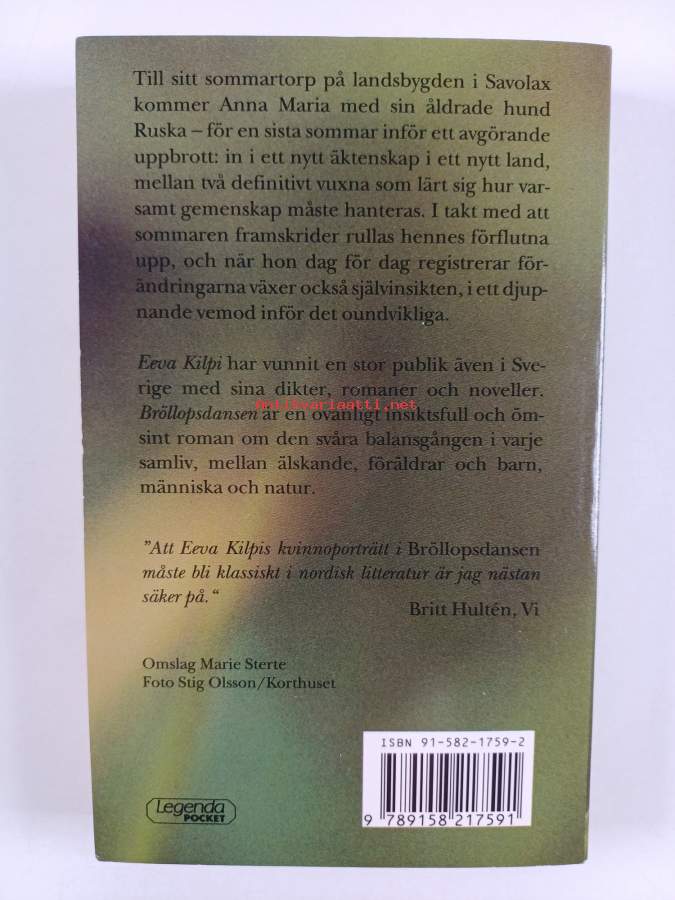 Till sitt sommartorp på landsbygden i Savolax
kommer Anna Maria med sin åldrade hund
Ruska – för en sista sommar inför ett avgörande
uppbrott: in i ett nytt äktenskap i ett nytt land,
mellan två definitivt vuxna som lärt sig hur var-
samt gemenskap måste hanteras. I takt med att
sommaren framskrider rullas hennes förflutna
upp, och när hon dag för dag registrerar för-
ändringarna växer också självinsikten, i ett djup-
nande vemod inför det oundvikliga.
Eeva Kilpi har vunnit en stor publik även i Sve-
rige med sina dikter, romaner och noveller.
antikvariaatti.net
Bröllopsdansen är en ovanligt insiktsfull och öm-
sint roman om den svåra balansgången i varje
samliv, mellan älskande, föräldrar och barn,
människa och natur.
”Att Eeva Kilpis kvinnoporträtt i Bröllopsdansen
måste bli klassiskt i nordisk litteratur är jag nästan
säker på.“
Britt Hultén, Vi
Omslag Marie Sterte
Foto Stig Olsson/Korthuset
ISBN 91-582-1759-2
9 789158 217591
Legenda
POCKET